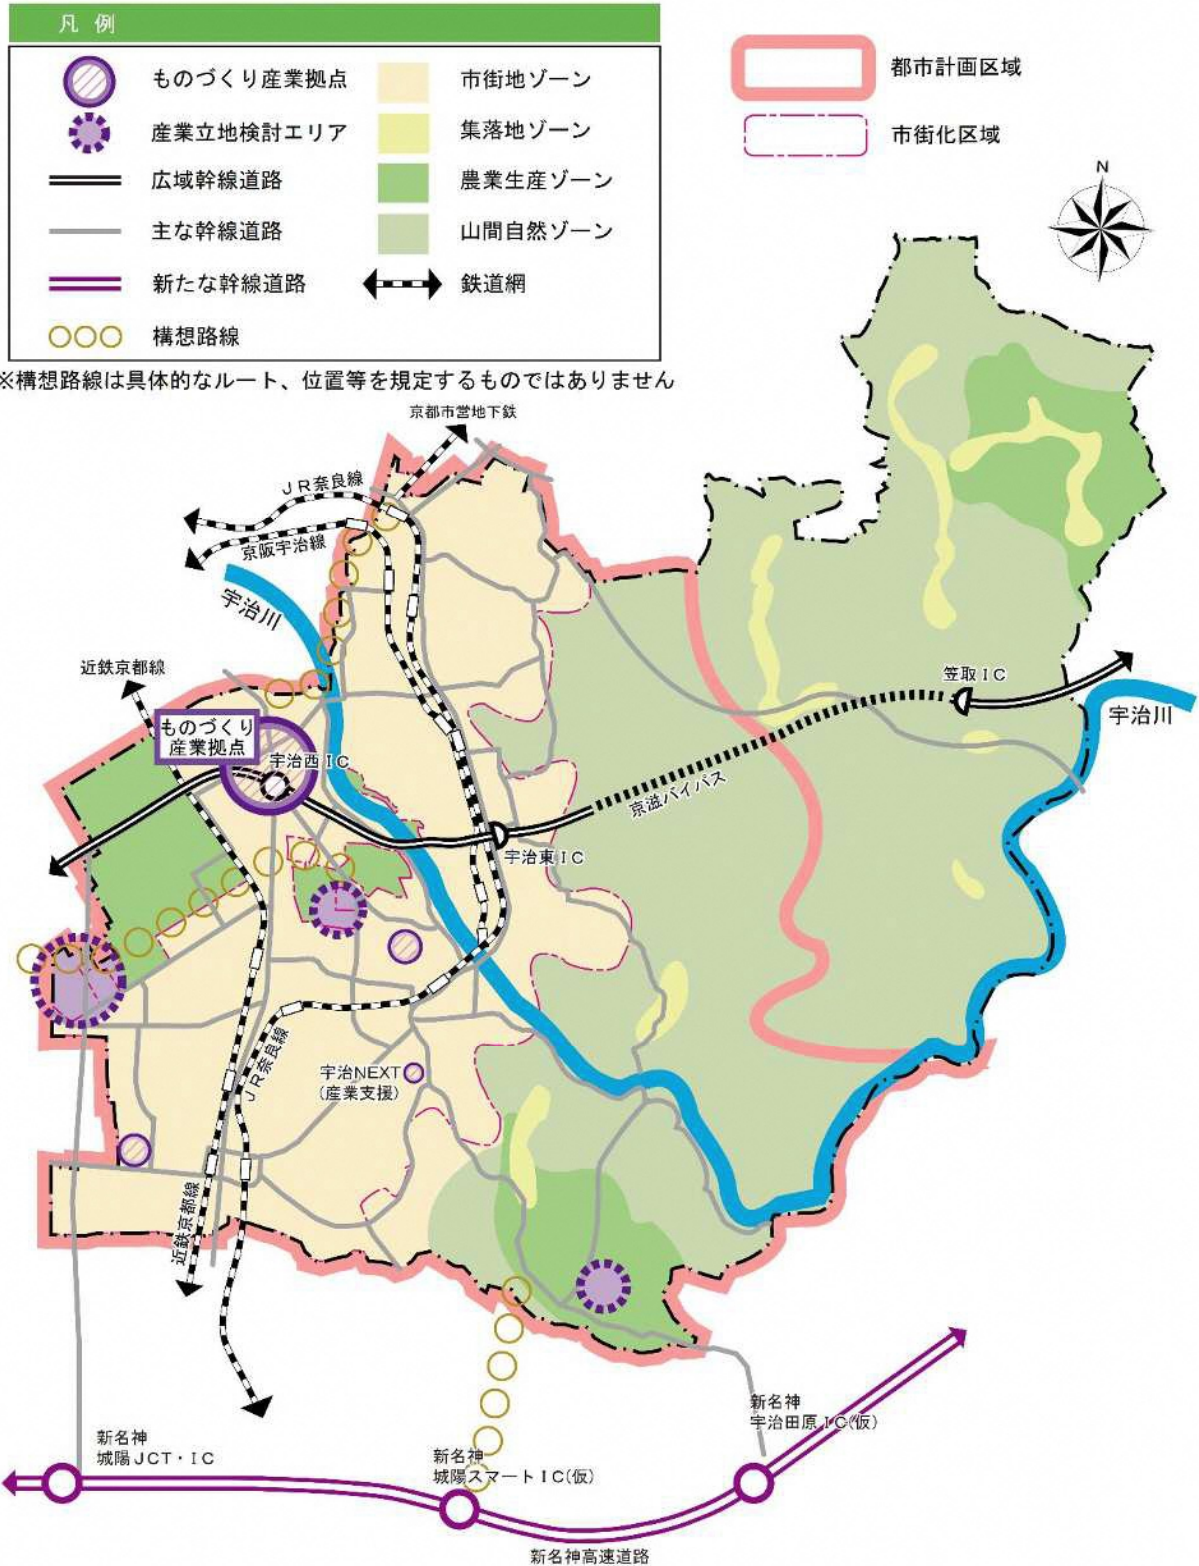 凡 例
ものづくり産業拠点
産業立地検討エリア
広域幹線道路
主な幹線道路
新たな幹線道路
構想路線
市街地ゾーン
集落地ゾーン
農業生産ゾーン
山間自然ゾーン
鉄道網
都市計画区域
市街化区域
※構想路線は具体的なルート、位置等を規定するものではありません
N
京都市営地下鉄
JR奈良線
京阪宇治線
宇治川
近鉄京都線
ものづくり
産業拠点
宇治西IC
笠取IC
宇治川
京滋バイパス
宇治東IC
JR奈良線
宇治NEXT
(産業支援)
近鉄京都線
新名神
宇治田原IC(仮)
新名神
城陽JCT・IC
新名神
城陽スマートIC(仮)
新名神高速道路